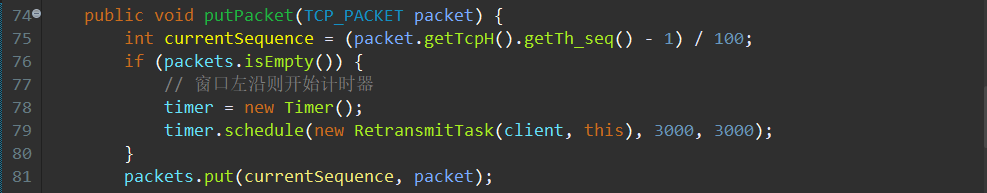 74 public void putPacket(TCP_PACKET packet) {
75 int currentSequence = (packet.getTcpH().getTh_seq() - 1) / 100;
76 if (packets.isEmpty()) {
77 // 窗口左沿则开始计时器
78 timer = new Timer();
79 timer.schedule(new RetransmitTask(client, this), 3000, 3000);
80 }
81 packets.put(currentSequence, packet);